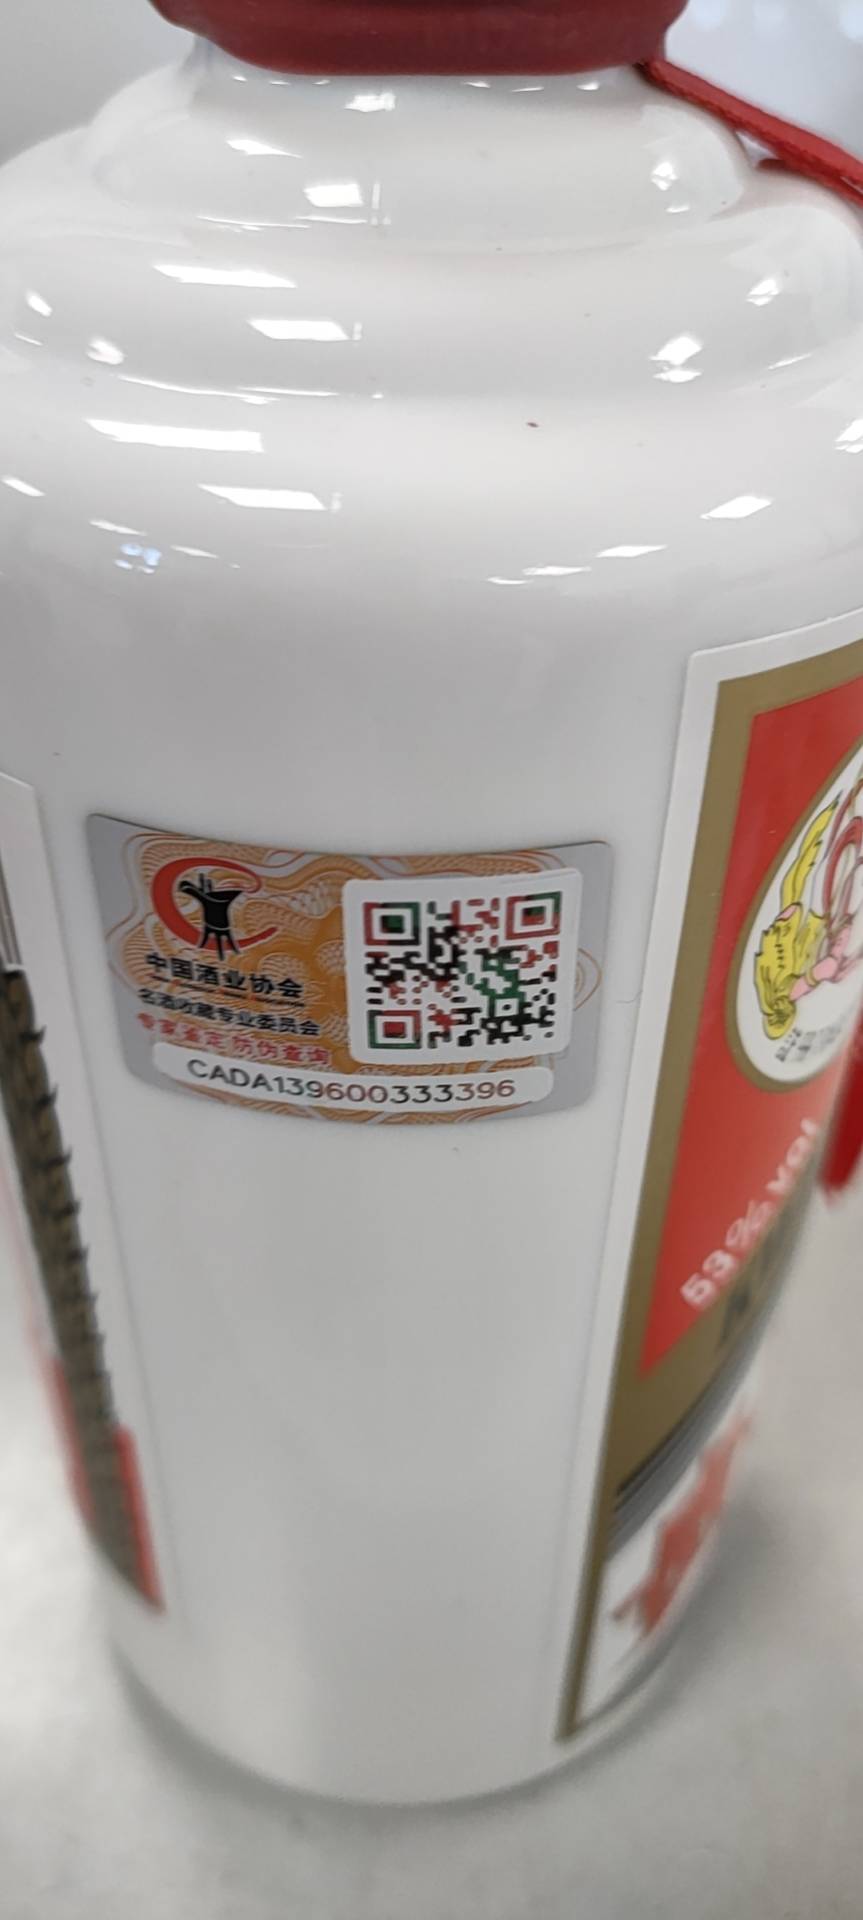 中国酒业协会
名酒收藏专业委员会
专家鉴定 防伪查询
CADA139600333396
53% vol